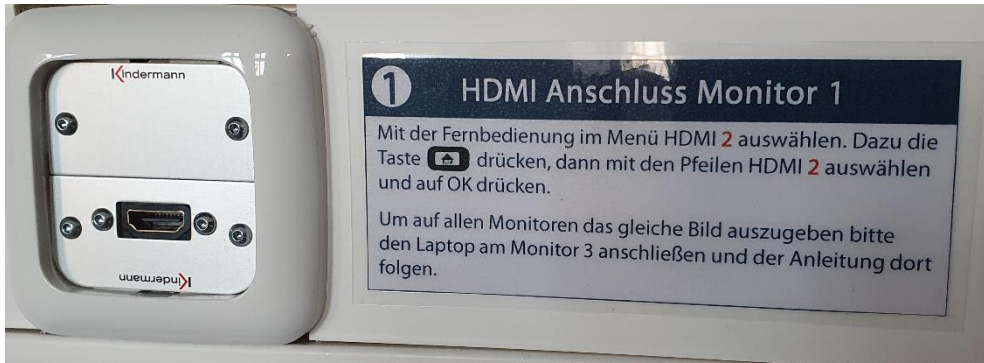 Kindermann
Kindermann
1 HDMI Anschluss Monitor 1
Mit der Fernbedienung im Menü HDMI 2 auswählen. Dazu die
Taste drücken, dann mit den Pfeilen HDMI 2 auswählen
und auf OK drücken.
Um auf allen Monitoren das gleiche Bild auszugeben bitte
den Laptop am Monitor 3 anschließen und der Anleitung dort
folgen.